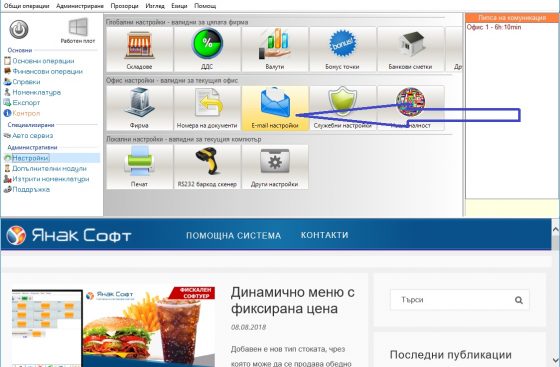 Общи операции Администриране Прозорци Изглед Езици Помощ
Работен плот
Основни
Основни операции
Финансови операции
Справки
Номенклатура
Експорт
Контрол
Специализирани
Авто сервиз
Административни
Настройки
Допълнителни модули
Изтрити номенклатури
Поддръжка
Глобални настройки - валидни за цялата фирма
Складове
ДДС
Валути
Бонус точки
Банкови сметки
Офис настройки - валидни за текущия офис
Фирма
Номера на документи
E-mail настройки
Служебни настройки
Локални настройки - валидни за текущия компютър
Печат
RS232 баркод скенер
Други настройки
Липса на комуникация
Офис 1 - 6h:10min
Янак Софт
ПОМОЩНА СИСТЕМА
КОНТАКТИ
Янак Софт
ФИСКАЛЕН
СОФТУЕР
Динамично меню с
фиксирана цена
08.08.2018
Добавен е нов тип стоката, чрез
която може да се продава обедно
Търси
Последни публикации